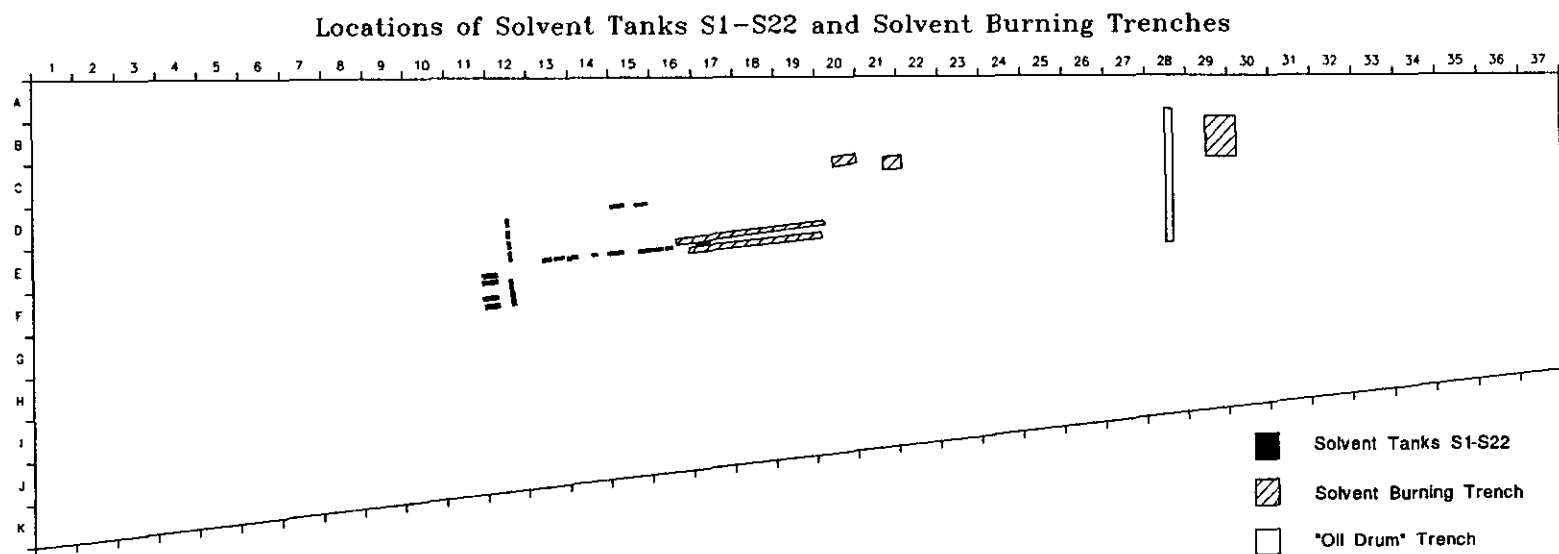 Locations of Solvent Tanks S1-S22 and Solvent Burning Trenches
1 2 3 4 5 6 7 8 9 10 11 12 13 14 15 16 17 18 19 20 21 22 23 24 25 26 27 28 29 30 31 32 33 34 35 36 37
A
B
C
D
E
F
G
H
I
J
K
Solvent Tanks S1-S22
Solvent Burning Trench
"Oil Drum" Trench